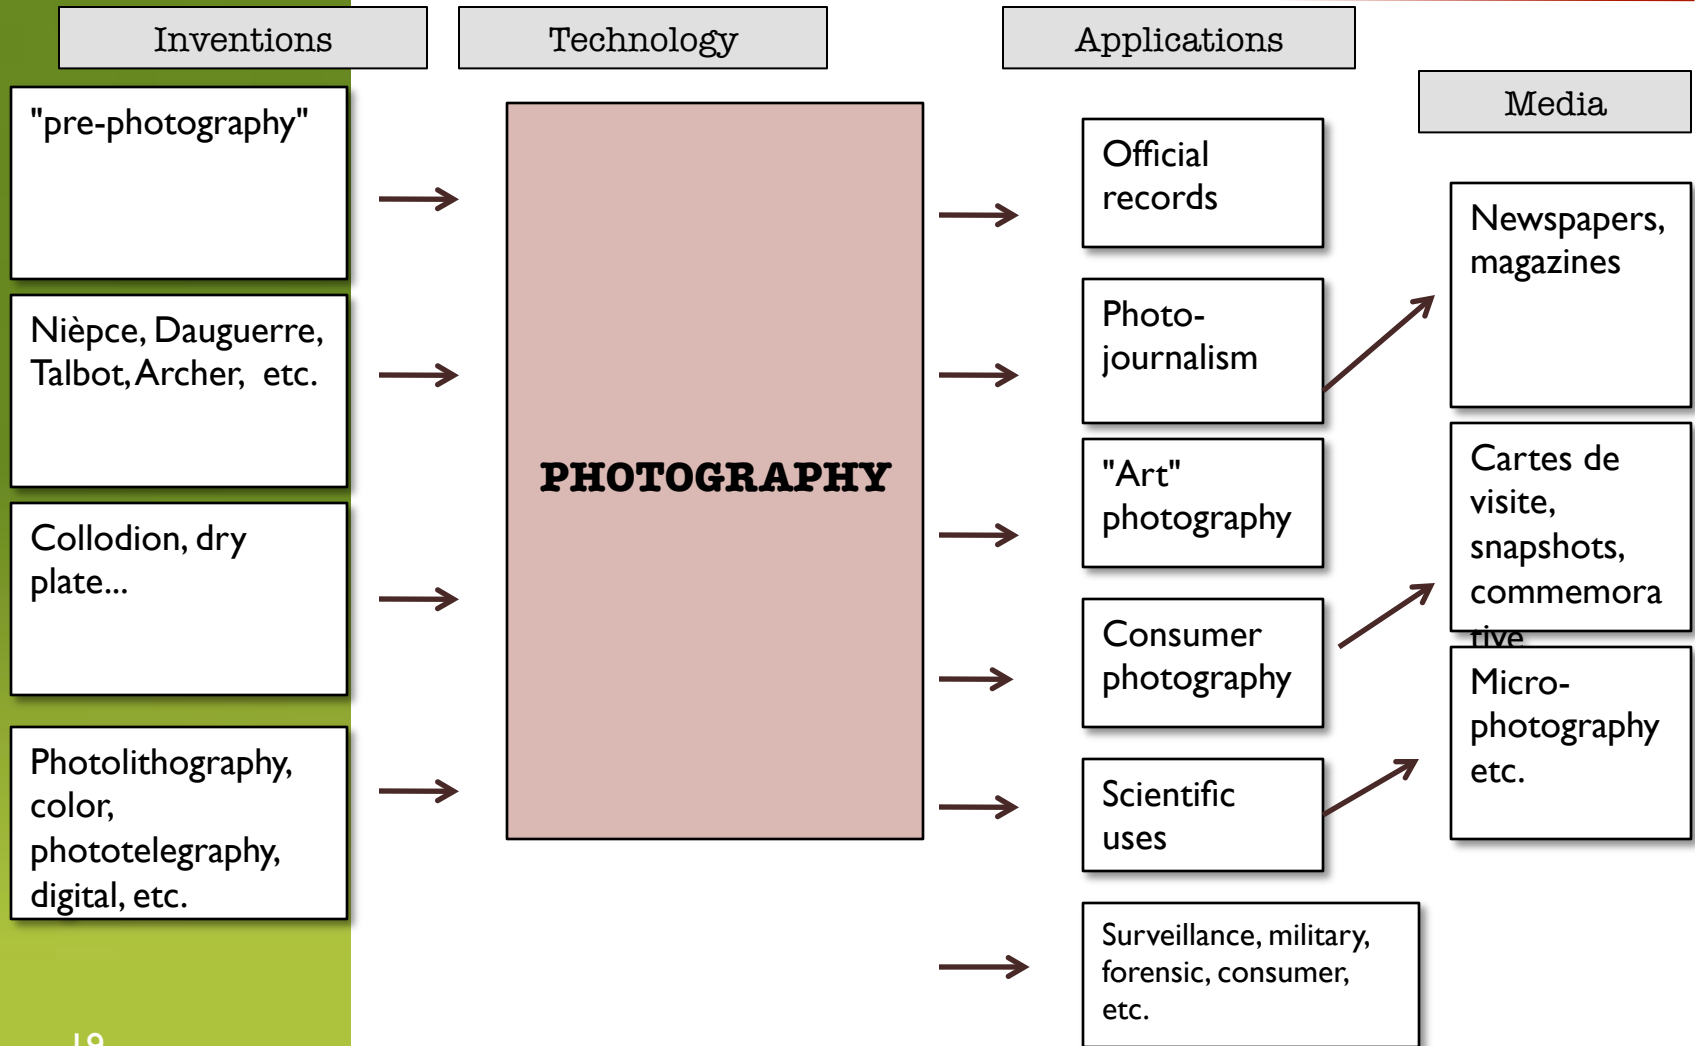 Inventions
Technology
Applications
Media
"pre-photography"
Nièpce, Dauguerre,
Talbot, Archer, etc.
Collodion, dry
plate...
Photolithography,
color,
phototelegraphy,
digital, etc.
PHOTOGRAPHY
Official
records
Photo-
journalism
"Art"
photography
Consumer
photography
Scientific
uses
Surveillance, military,
forensic, consumer,
etc.
Newspapers,
magazines
Cartes de
visite,
snapshots,
commemora
tive
Micro-
photography
etc.
19